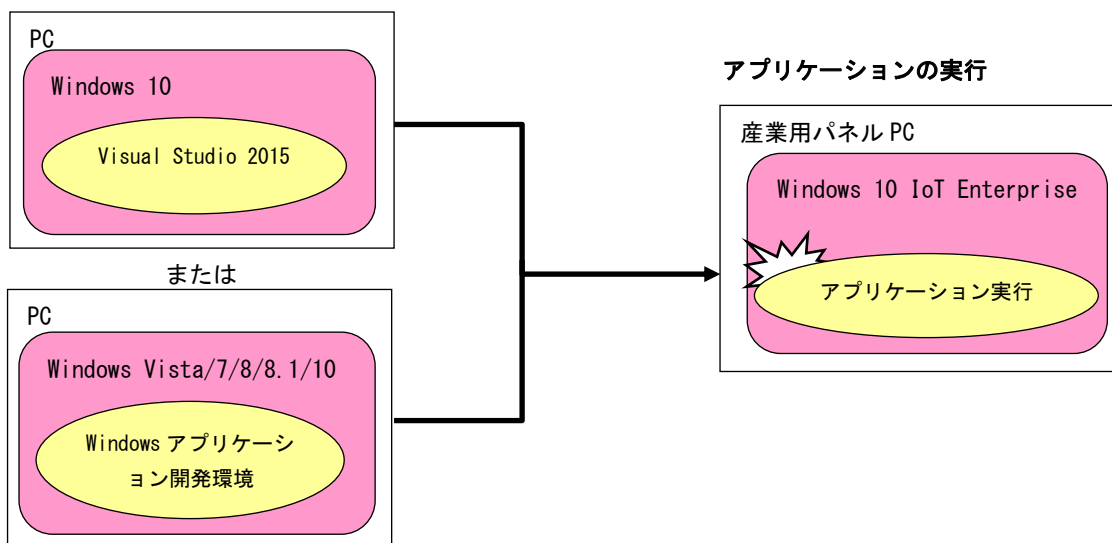 PC
Windows 10
Visual Studio 2015
または
PC
Windows Vista/7/8/8.1/10
Windows アプリケーシ
ョン開発環境
アプリケーションの実行
産業用パネル PC
Windows 10 IoT Enterprise
アプリケーション実行